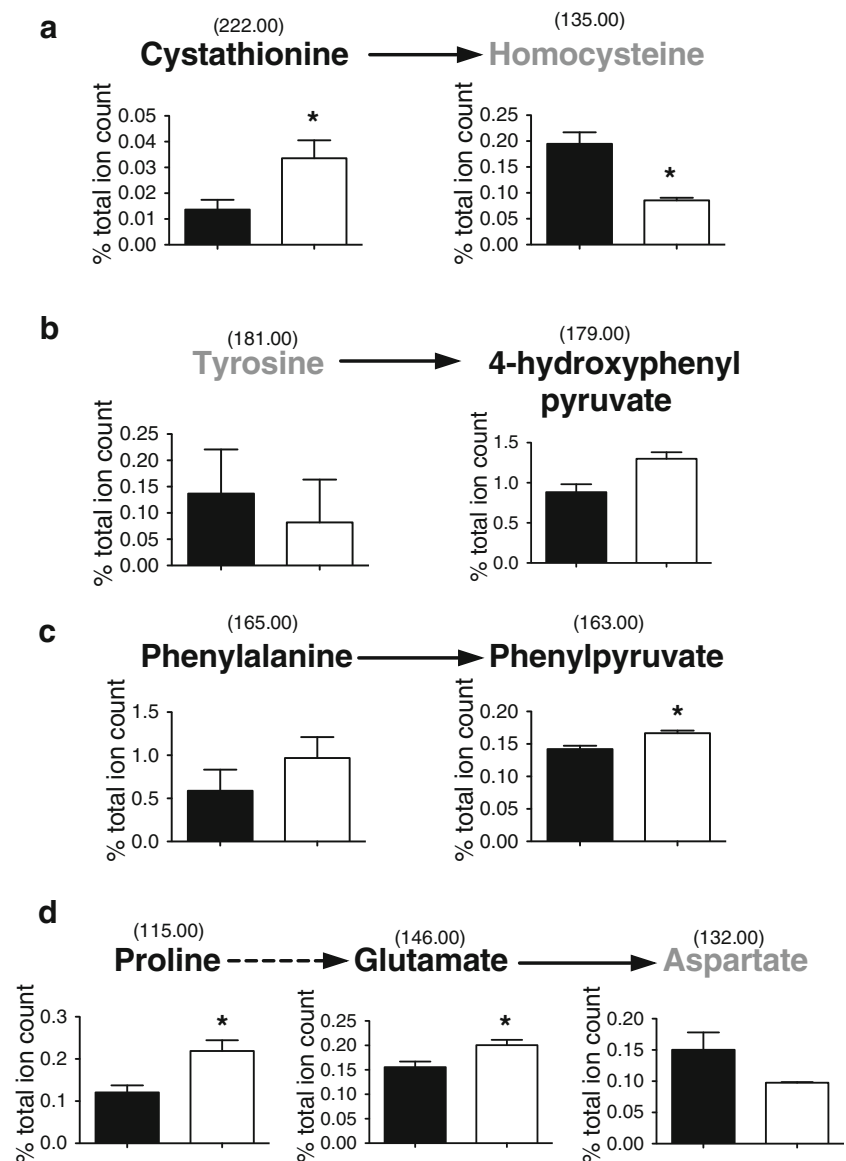 a
(222.00) (135.00)
Cystathionine Homocysteine
% total ion count
0.05
0.04
0.03
0.02
0.01
0.00
*
% total ion count
0.25
0.20
0.15
0.10
0.05
0.00
*
b
(181.00) (179.00)
Tyrosine 4-hydroxyphenyl
pyruvate
% total ion count
0.25
0.20
0.15
0.10
0.05
0.00
% total ion count
1.5
1.0
0.5
0.0
c
(165.00) (163.00)
Phenylalanine Phenylpyruvate
% total ion count
1.5
1.0
0.5
0.0
% total ion count
0.20
0.15
0.10
0.05
0.00
*
d
(115.00) (146.00) (132.00)
Proline Glutamate Aspartate
% total ion count
0.3
0.2
0.1
0.0
*
% total ion count
0.25
0.20
0.15
0.10
0.05
0.00
*
% total ion count
0.20
0.15
0.10
0.05
0.00